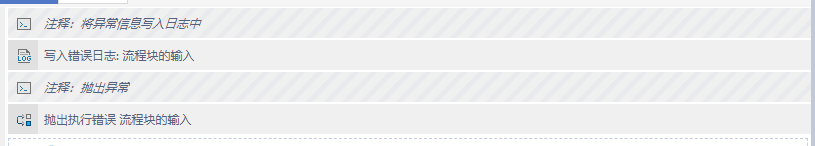 注释：将异常信息写入日志中
LOG 写入错误日志: 流程块的输入
注释：抛出异常
抛出执行错误 流程块的输入